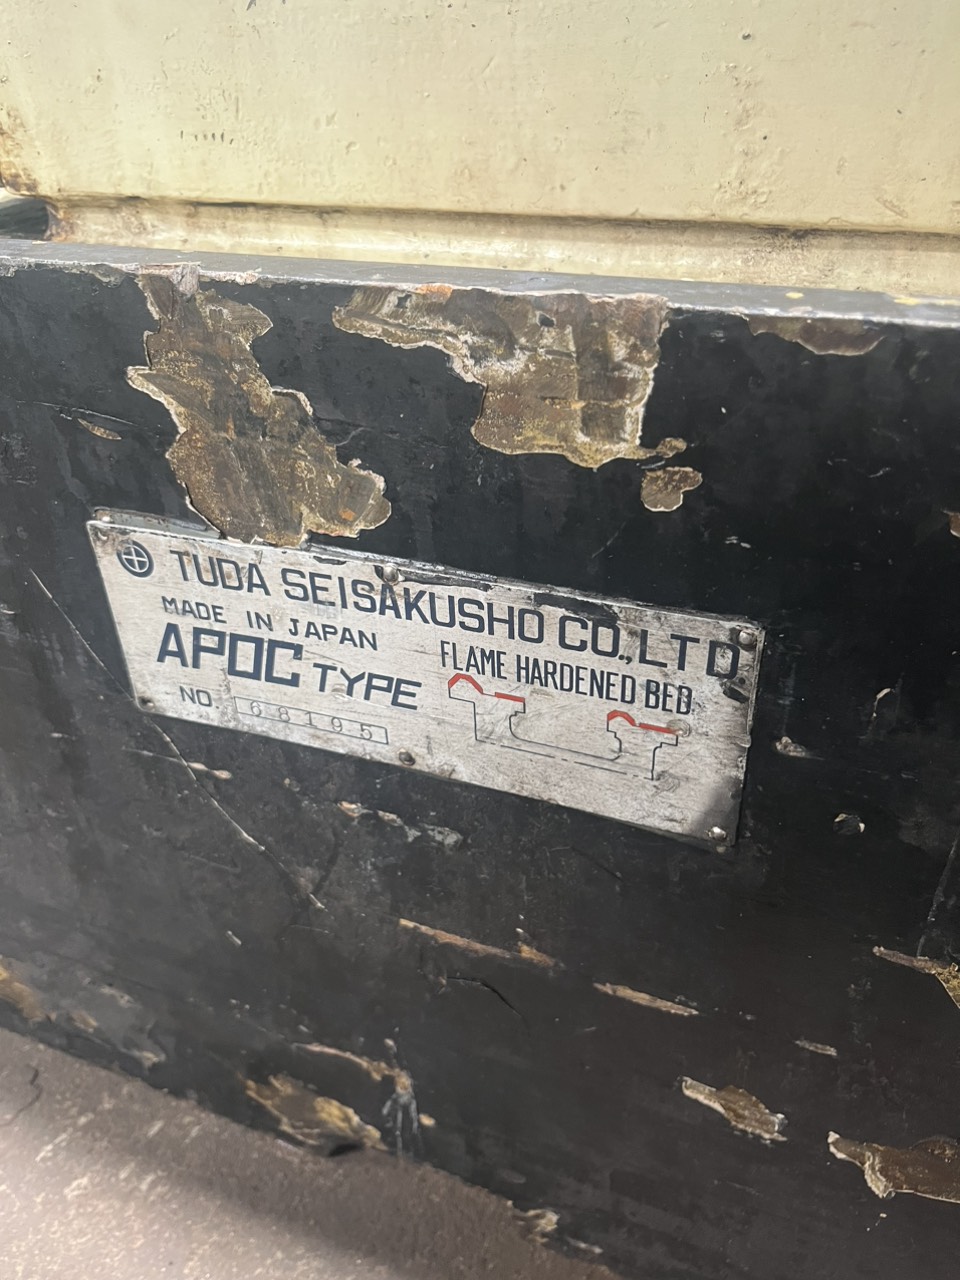 TUDA SEISAKUSHO CO.,LTD
MADE IN JAPAN
APOC TYPE
NO. 68195
FLAME HARDENED BED